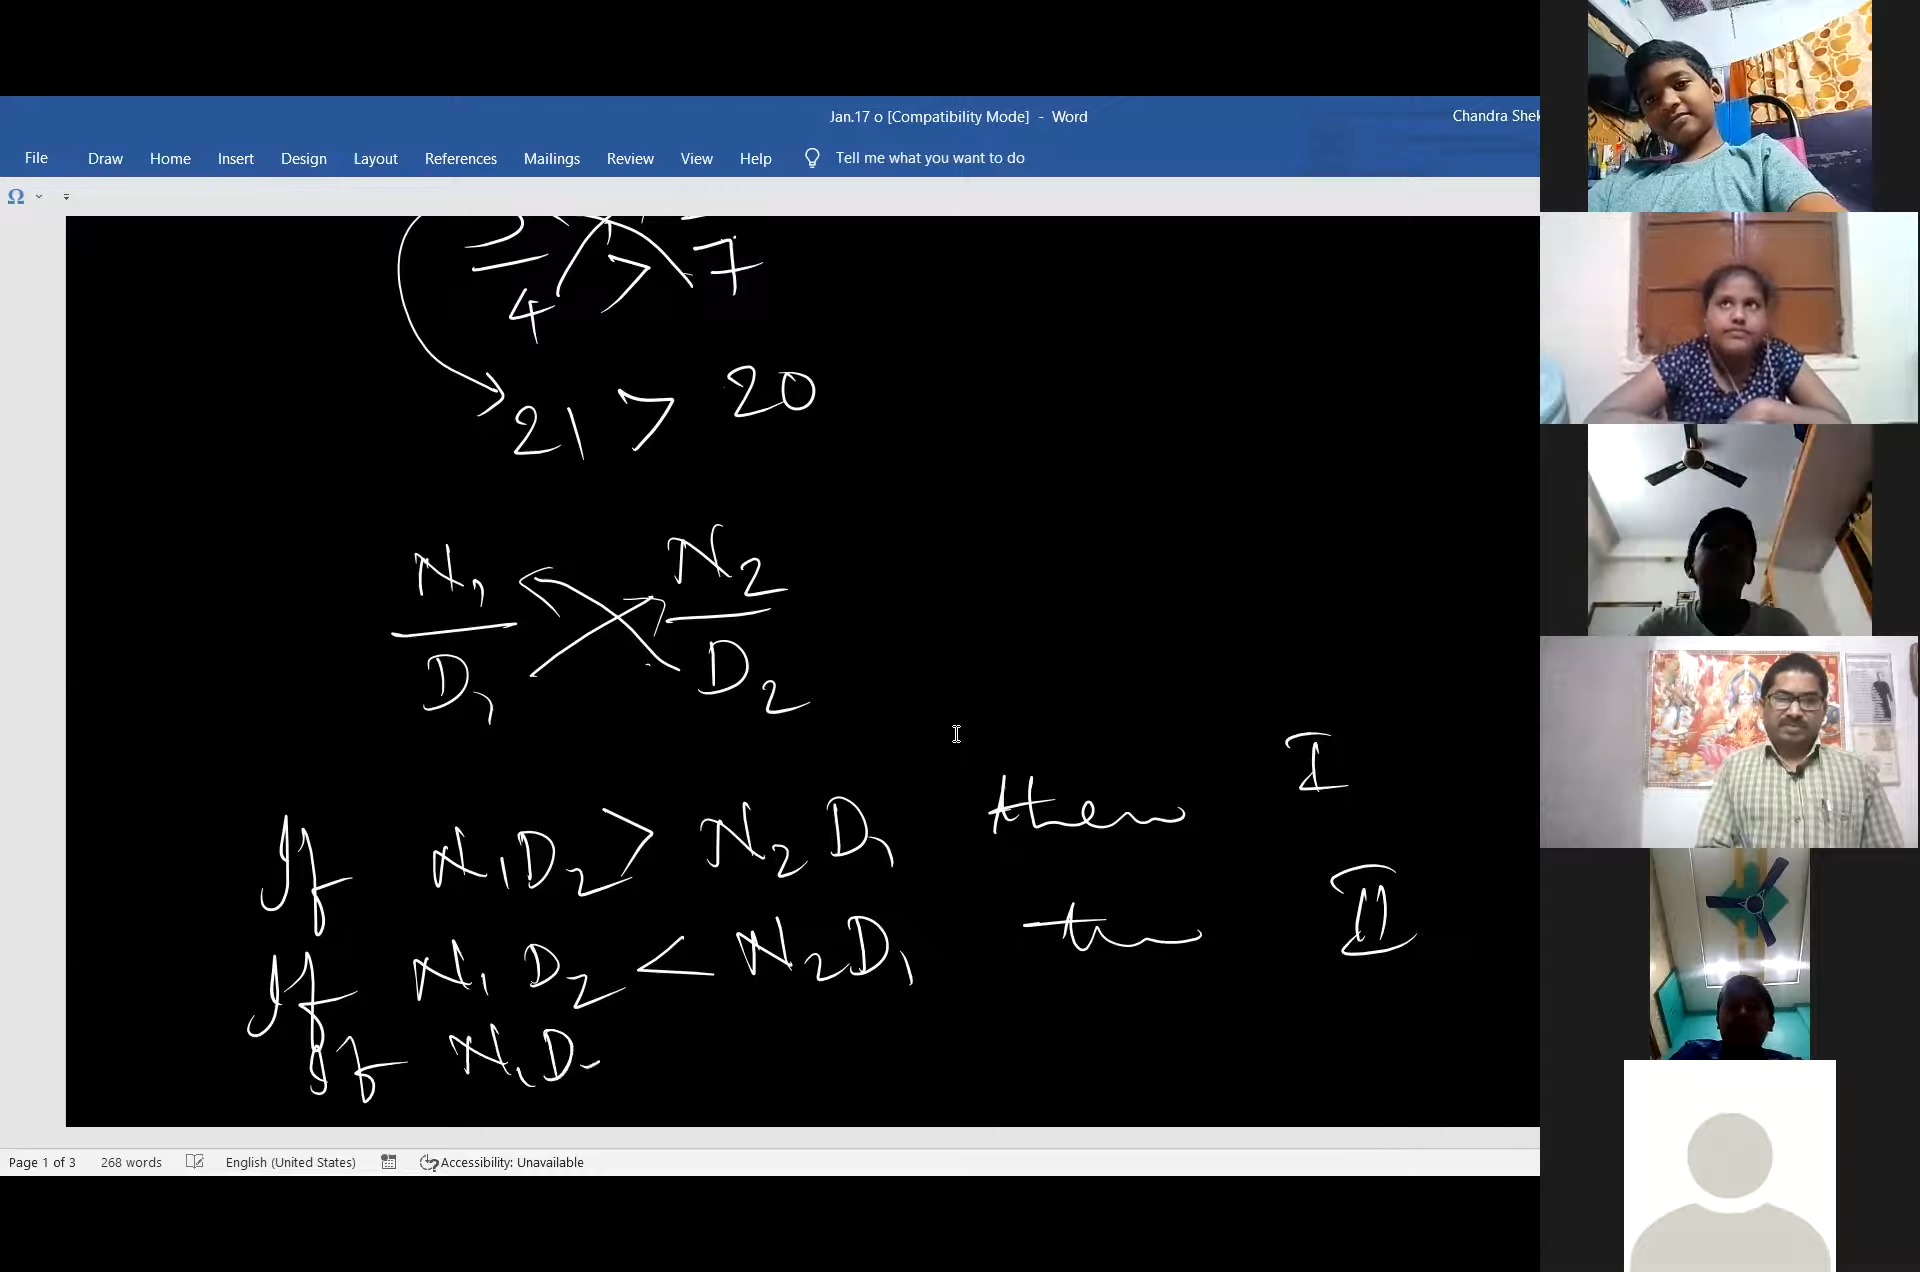 Jan.17 o [Compatibility Mode] - Word
Chandra Shek
File Draw Home Insert Design Layout References Mailings Review View Help Tell me what you want to do
4 > 7
21 > 20
N1 N2
D1 D2
I
If N1D2 > N2D1 then
II
If N1D2 < N2D1
If N1D
Page 1 of 3 268 words English (United States) Accessibility: Unavailable